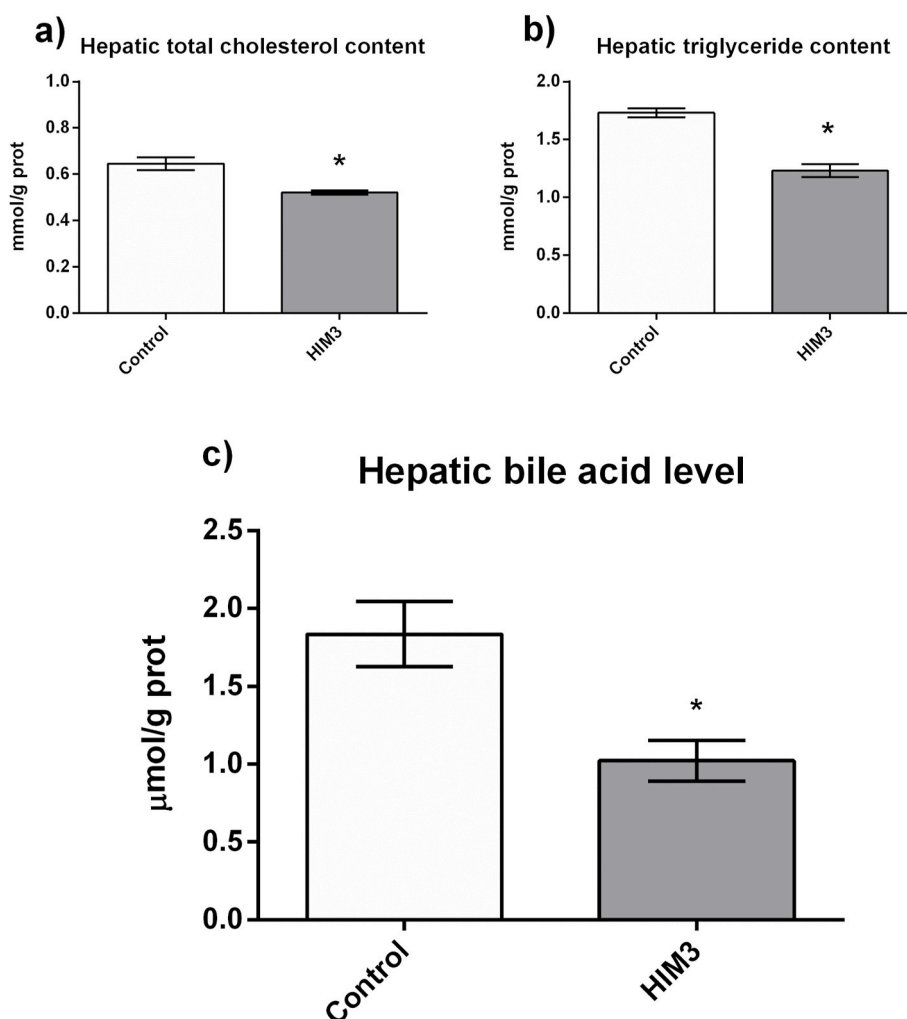 a)
Hepatic total cholesterol content
mmol/g prot
1.0
0.8
0.6
0.4
0.2
0.0
*
Control
HIM3
b)
Hepatic triglyceride content
mmol/g prot
2.0
1.5
1.0
0.5
0.0
*
Control
HIM3
c)
Hepatic bile acid level
μmol/g prot
2.5
2.0
1.5
1.0
0.5
0.0
*
Control
HIM3